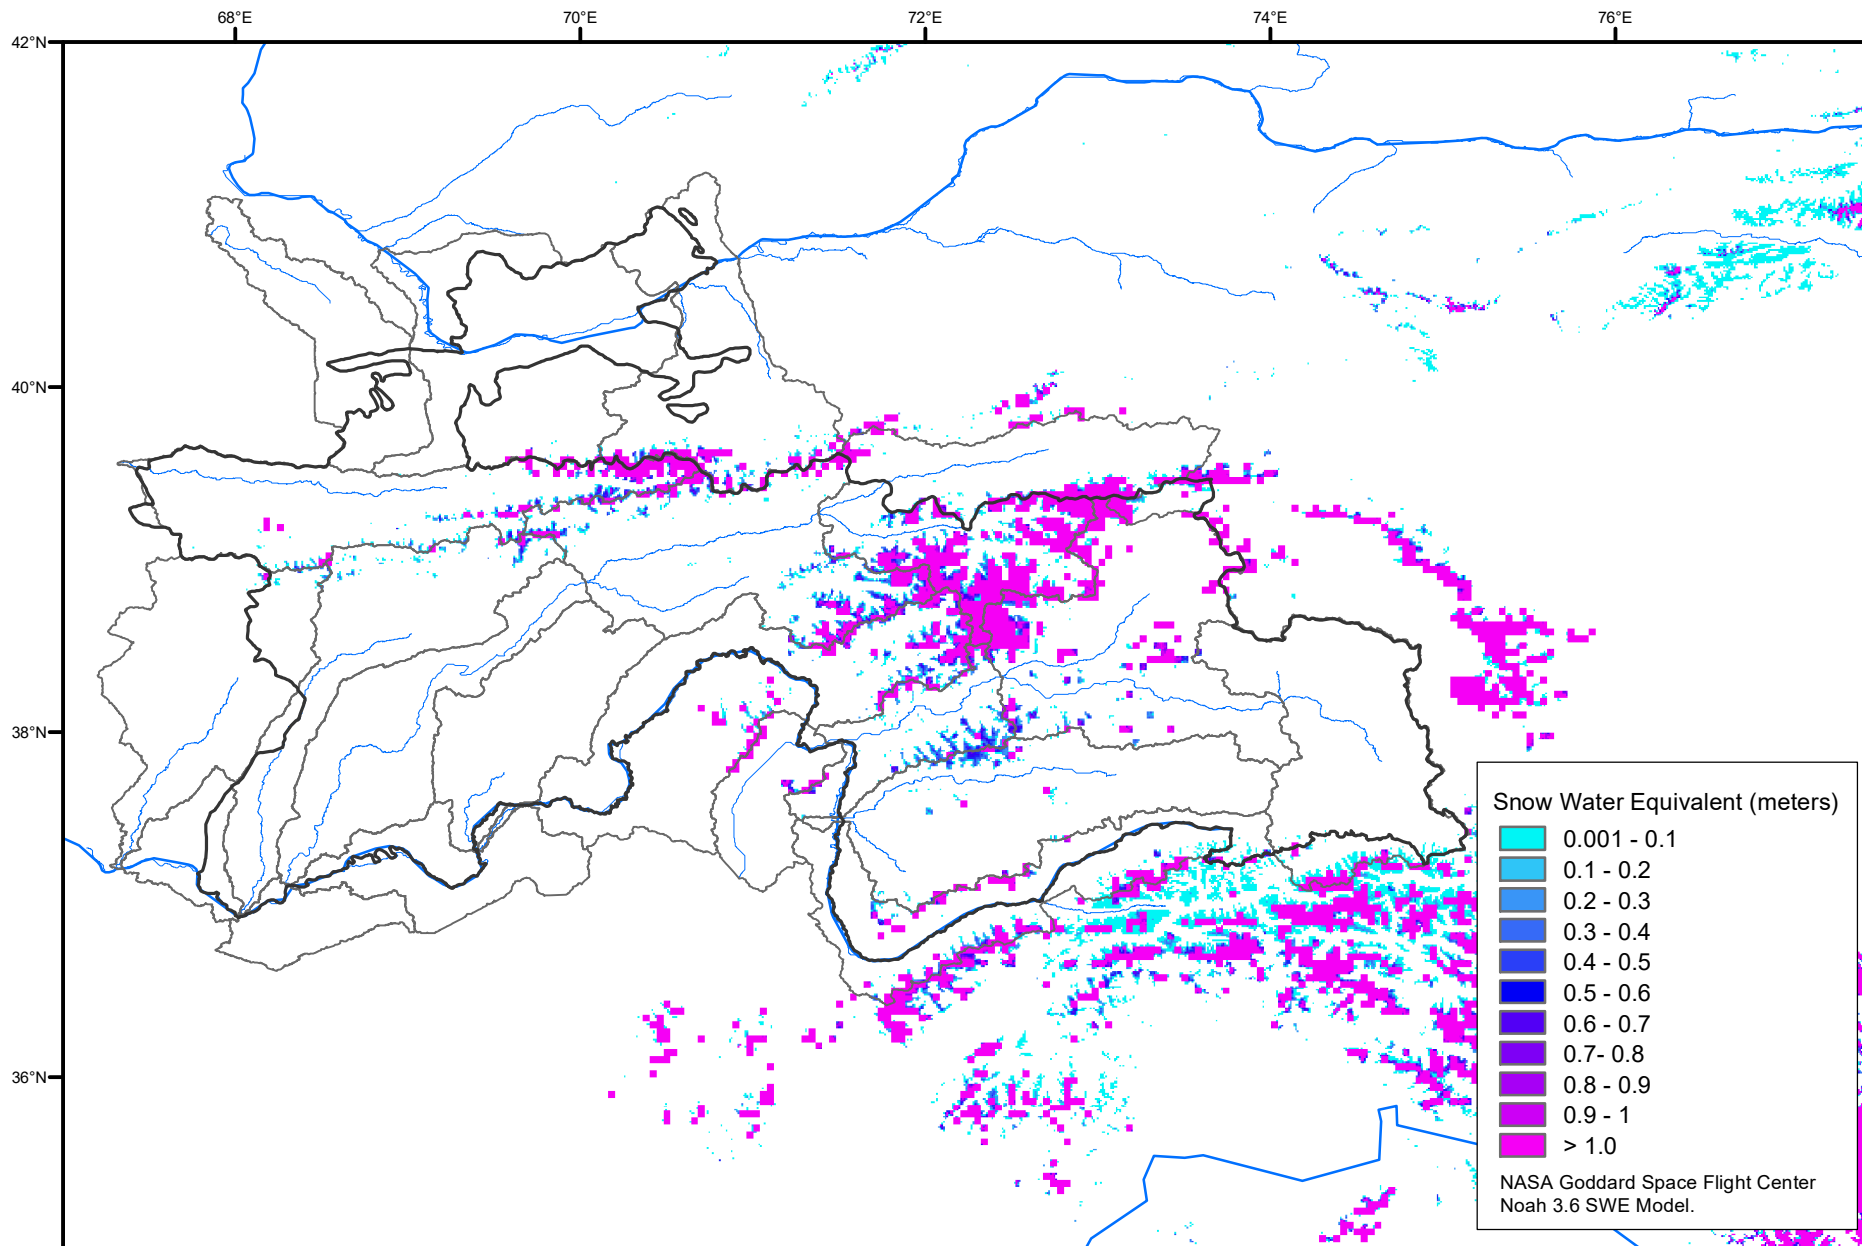 68°E 70°E 72°E 74°E 76°E
42°N
40°N
38°N
36°N
Snow Water Equivalent (meters)
0.001 - 0.1
0.1 - 0.2
0.2 - 0.3
0.3 - 0.4
0.4 - 0.5
0.5 - 0.6
0.6 - 0.7
0.7- 0.8
0.8 - 0.9
0.9 - 1
> 1.0
NASA Goddard Space Flight Center
Noah 3.6 SWE Model.